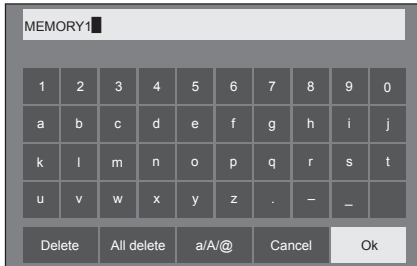 MEMORY1
1 2 3 4 5 6 7 8 9 0
a b c d e f g h i j
k l m n o p q r s t
u v w x y z . – _
Delete All delete a/A/@ Cancel Ok